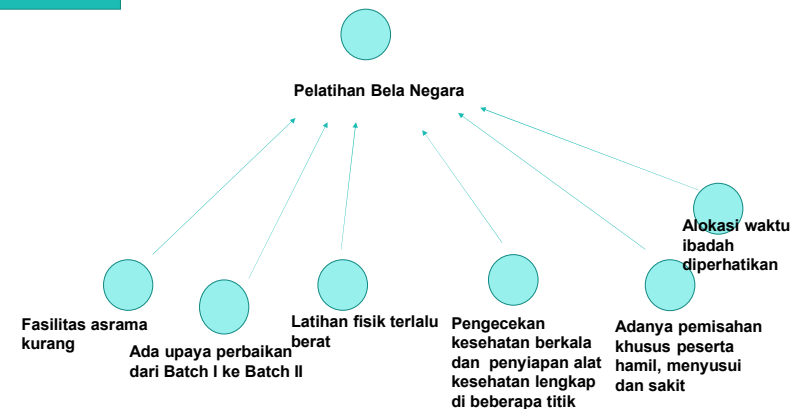 Pelatihan Bela Negara
Alokasi waktu
ibadah
diperhatikan
Fasilitas asrama
kurang
Ada upaya perbaikan
dari Batch I ke Batch II
Latihan fisik terlalu
berat
Pengecekan
kesehatan berkala
dan penyiapan alat
kesehatan lengkap
di beberapa titik
Adanya pemisahan
khusus peserta
hamil, menyusui
dan sakit